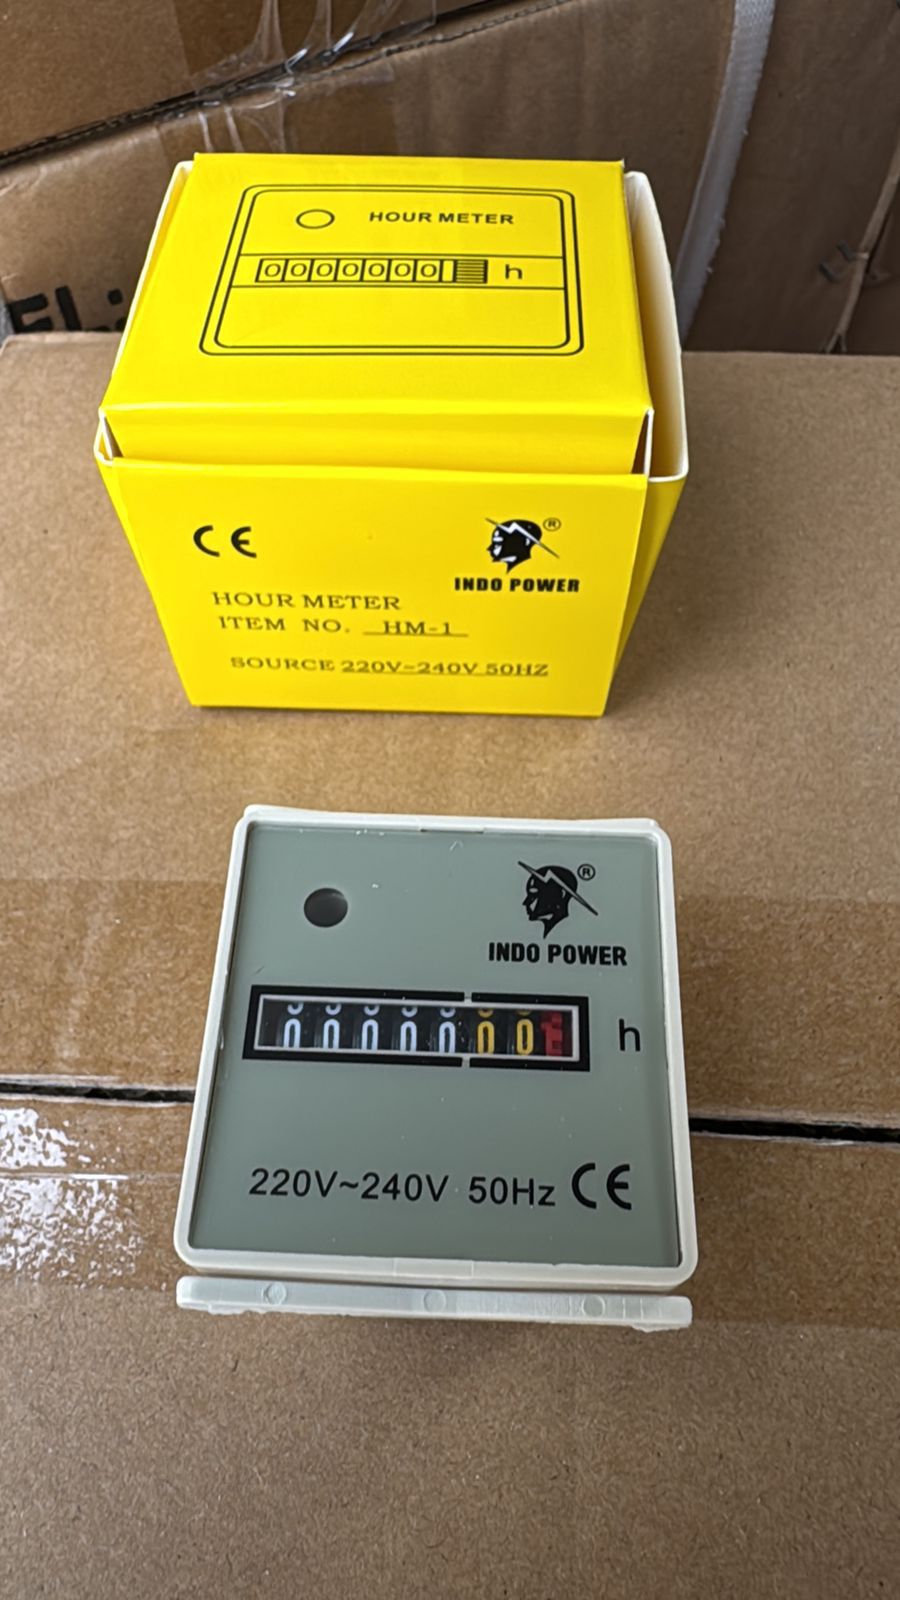 HOUR METER
0000000 h
CE
® INDO POWER
HOUR METER
ITEM NO. HM-1
SOURCE 220V~240V 50HZ
®
INDO POWER
0000000 h
220V~240V 50Hz CE